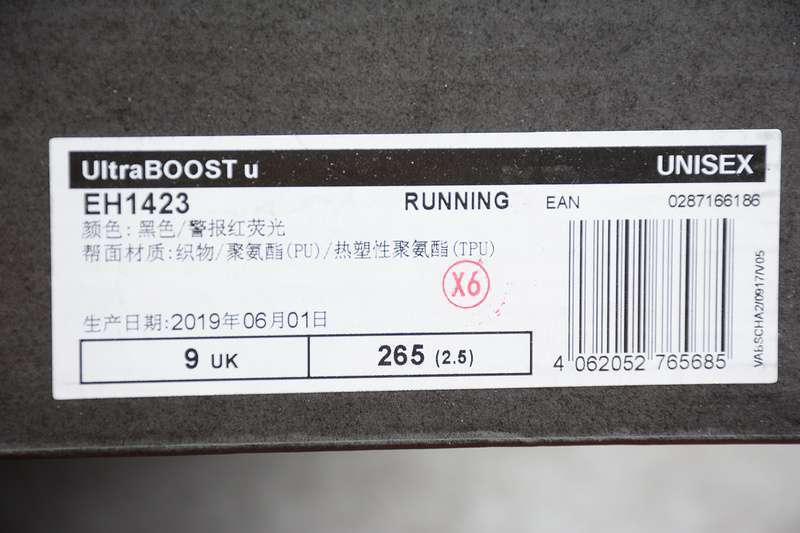 UltraBOOST u UNISEX
EH1423 RUNNING EAN 0287166186
颜色: 黑色/警报红荧光
帮面材质:织物/聚氨酯(PU)/热塑性聚氨酯(TPU)
X6
生产日期:2019年06月01日
9 UK 265 (2.5)
4 062052 765685
VAbSCHA2/0917/V05